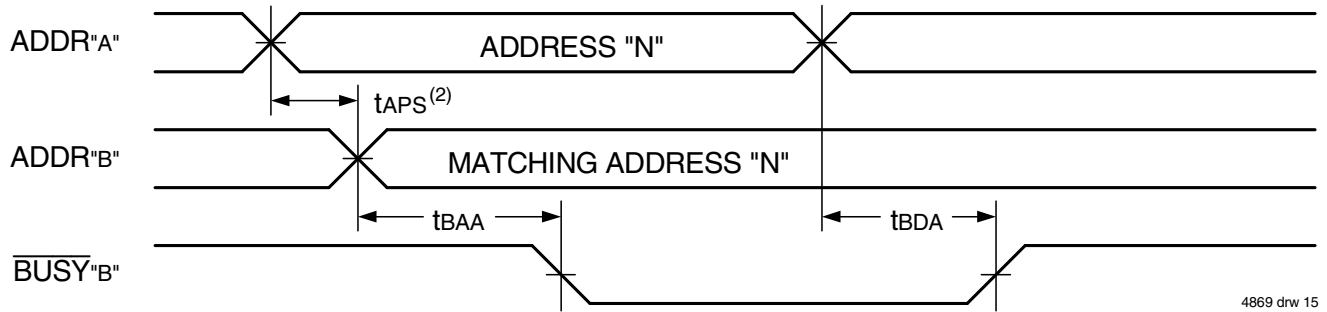 ADDR"A"
ADDRESS "N"
tAPS(2)
ADDR"B"
MATCHING ADDRESS "N"
tBAA
tBDA
BUSY"B"
4869 drw 15